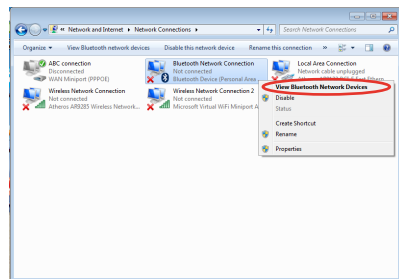 « Network and Internet ▸ Network Connections ▸
Search Network Connections
Organize ▾ View Bluetooth network devices Disable this network device Rename this connection »
ABC connection
Disconnected
WAN Miniport (PPPOE)
Bluetooth Network Connection
Not connected
Bluetooth Device (Personal Area
Local Area Connection
Network cable unplugged
Wireless Network Connection
Not connected
Atheros AR9285 Wireless Network...
Wireless Network Connection 2
Not connected
Microsoft Virtual WiFi Miniport A
View Bluetooth Network Devices
Disable
Status
Create Shortcut
Rename
Properties